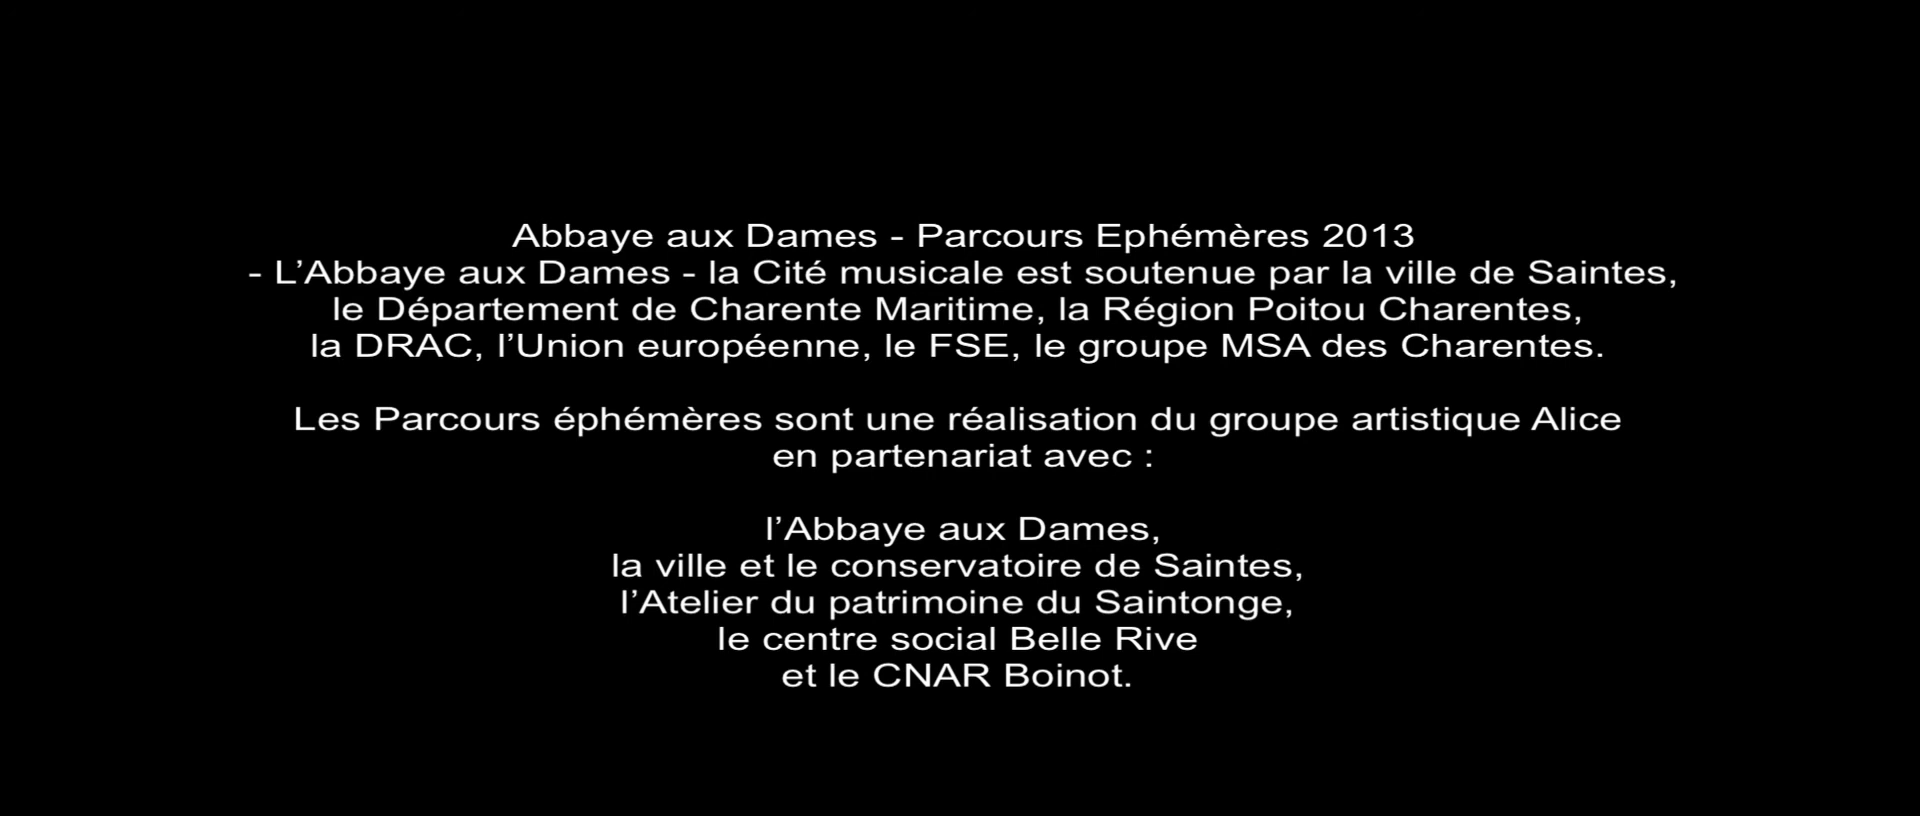 Abbaye aux Dames - Parcours Ephémères 2013
- L’Abbaye aux Dames - la Cité musicale est soutenue par la ville de Saintes,
le Département de Charente Maritime, la Région Poitou Charentes,
la DRAC, l’Union européenne, le FSE, le groupe MSA des Charentes.
Les Parcours éphémères sont une réalisation du groupe artistique Alice
en partenariat avec :
l’Abbaye aux Dames,
la ville et le conservatoire de Saintes,
l’Atelier du patrimoine du Saintonge,
le centre social Belle Rive
et le CNAR Boinot.